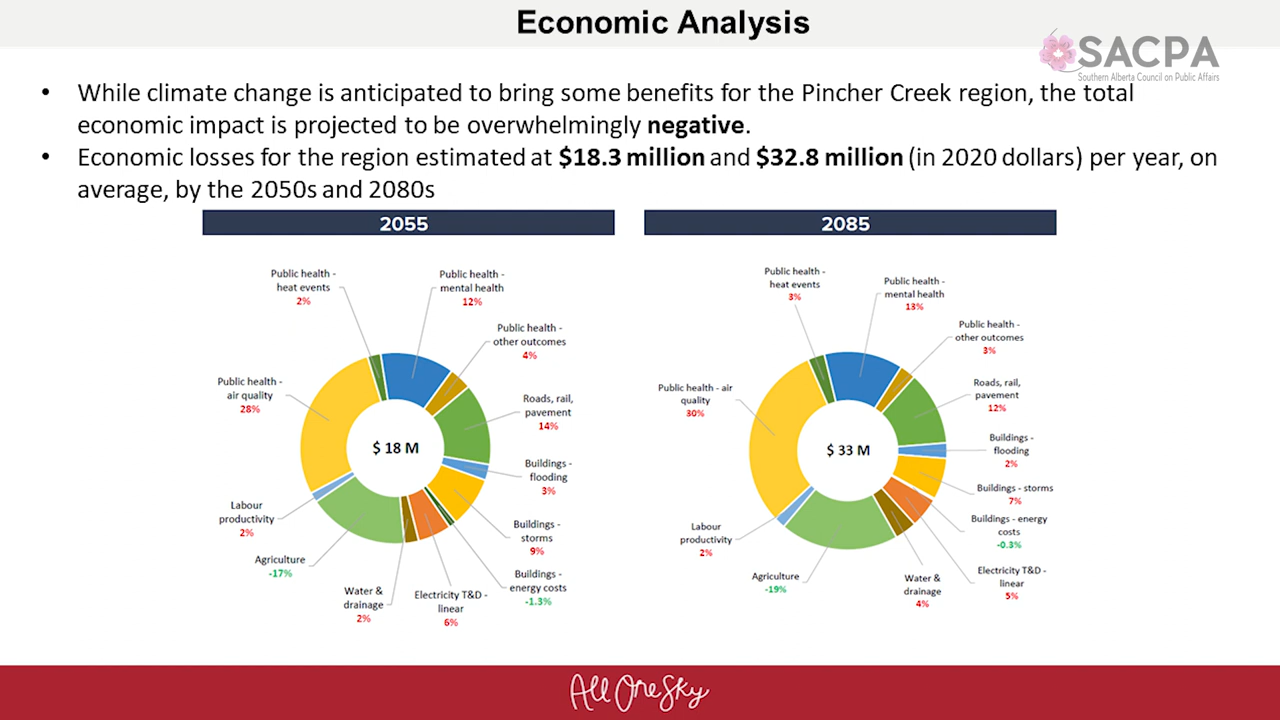 Economic Analysis
SACPA
Southern Alberta Council on Public Affairs
• While climate change is anticipated to bring some benefits for the Pincher Creek region, the total
economic impact is projected to be overwhelmingly negative.
• Economic losses for the region estimated at $18.3 million and $32.8 million (in 2020 dollars) per year, on
average, by the 2050s and 2080s
2055
Public health -
heat events
2%
Public health -
mental health
12%
Public health -
other outcomes
4%
Roads, rail,
pavement
14%
Buildings -
flooding
3%
Buildings -
storms
9%
Buildings -
energy costs
-1.3%
Electricity T&D -
linear
6%
Water &
drainage
2%
Agriculture
-17%
Labour
productivity
2%
Public health -
air quality
28%
$ 18 M
2085
Public health -
heat events
3%
Public health -
mental health
13%
Public health -
other outcomes
3%
Roads, rail,
pavement
12%
Buildings -
flooding
2%
Buildings - storms
7%
Buildings - energy
costs
-0.3%
Electricity T&D -
linear
5%
Water &
drainage
4%
Agriculture
-19%
Labour
productivity
2%
Public health - air
quality
30%
$ 33 M
All One Sky